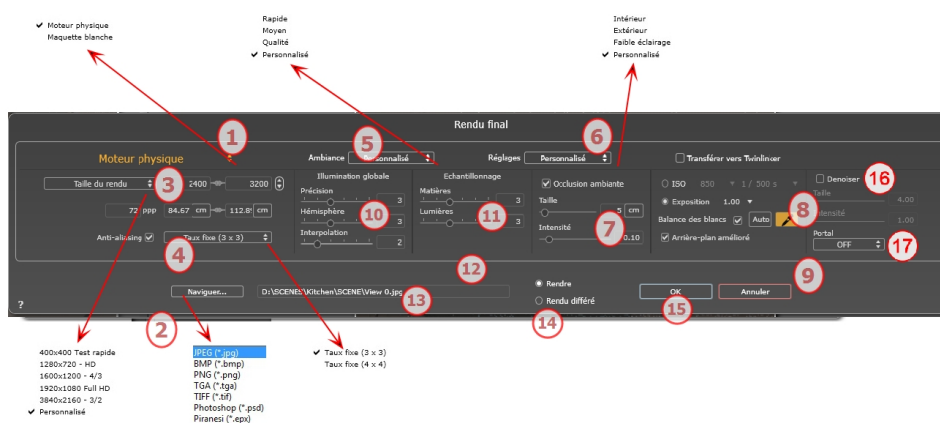 ✔ Moteur physique
Maquette blanche
Rapide
Moyen
Qualité
✔ Personnalisé
Intérieur
Extérieur
Faible éclairage
✔ Personnalisé
Rendu final
1
Moteur physique
5
Ambiance Personnalisé
6
Réglages Personnalisé
Transférer vers Twinlinker
Taille du rendu 3 2400 3200
72 ppp 84.67 cm 112.89 cm
Anti-aliasing Taux fixe (3 x 3)
4
Illumination globale
Précision
3
Hémisphère
10 3
Interpolation
2
Echantillonnage
Matières
3
Lumières 11
3
Occlusion ambiante
Taille
5 cm
Intensité 7
0.10
ISO 850 1 / 300 s
Exposition 1.00
8
Balance des blancs Auto
Arrière-plan amélioré
Denoiser 16
Taille
4.00
Intensité
1.00
Portal
OFF 17
9
12
Naviguer... D:\SCENES\Kitchen\SCENE\View 0.jpg
13
Rendre
Rendu différé
14
OK
15
Annuler
?
2
400x400 Test rapide
1280x720 - HD
1600x1200 - 4/3
1920x1080 Full HD
3840x2160 - 3/2
✔ Personnalisé
JPEG (*.jpg)
BMP (*.bmp)
PNG (*.png)
TGA (*.tga)
TIFF (*.tif)
Photoshop (*.psd)
Piranesi (*.epx)
✔ Taux fixe (3 x 3)
Taux fixe (4 x 4)